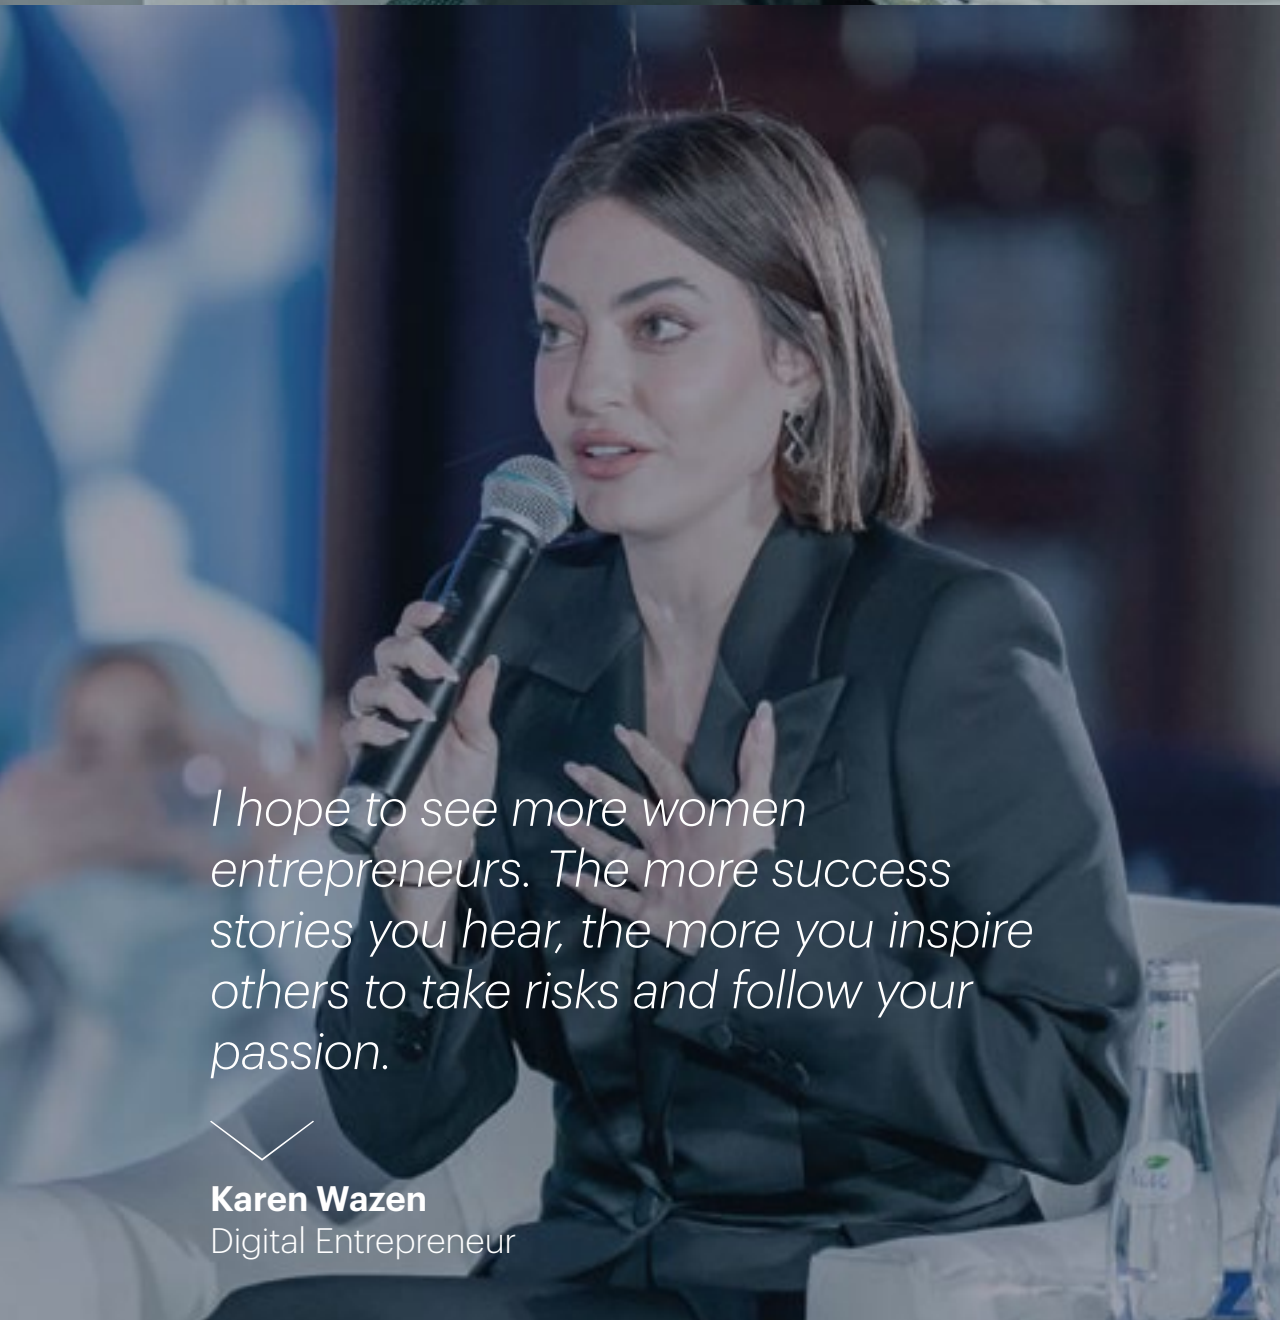 I hope to see more women
entrepreneurs. The more success
stories you hear, the more you inspire
others to take risks and follow your
passion.
Karen Wazen
Digital Entrepreneur